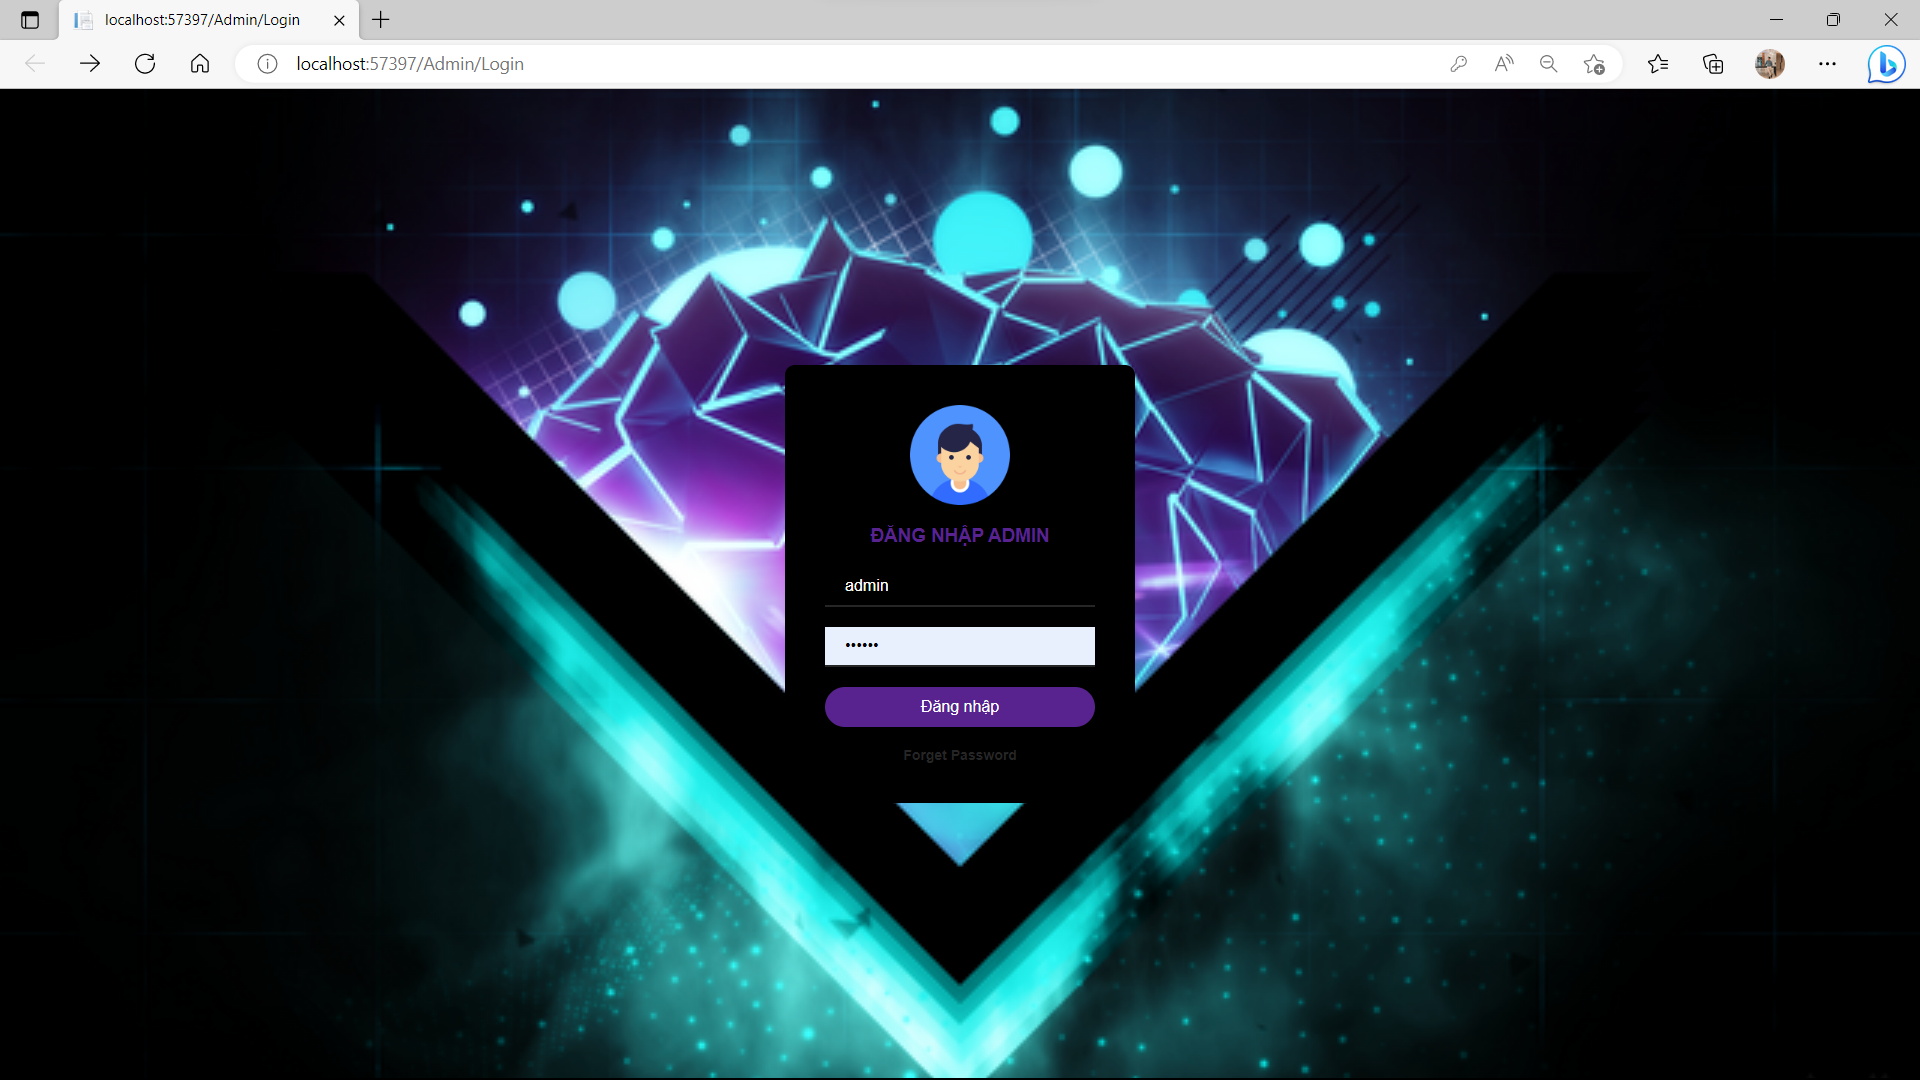 localhost:57397/Admin/Login
localhost:57397/Admin/Login
ĐĂNG NHẬP ADMIN
admin
••••••
Đăng nhập
Forget Password